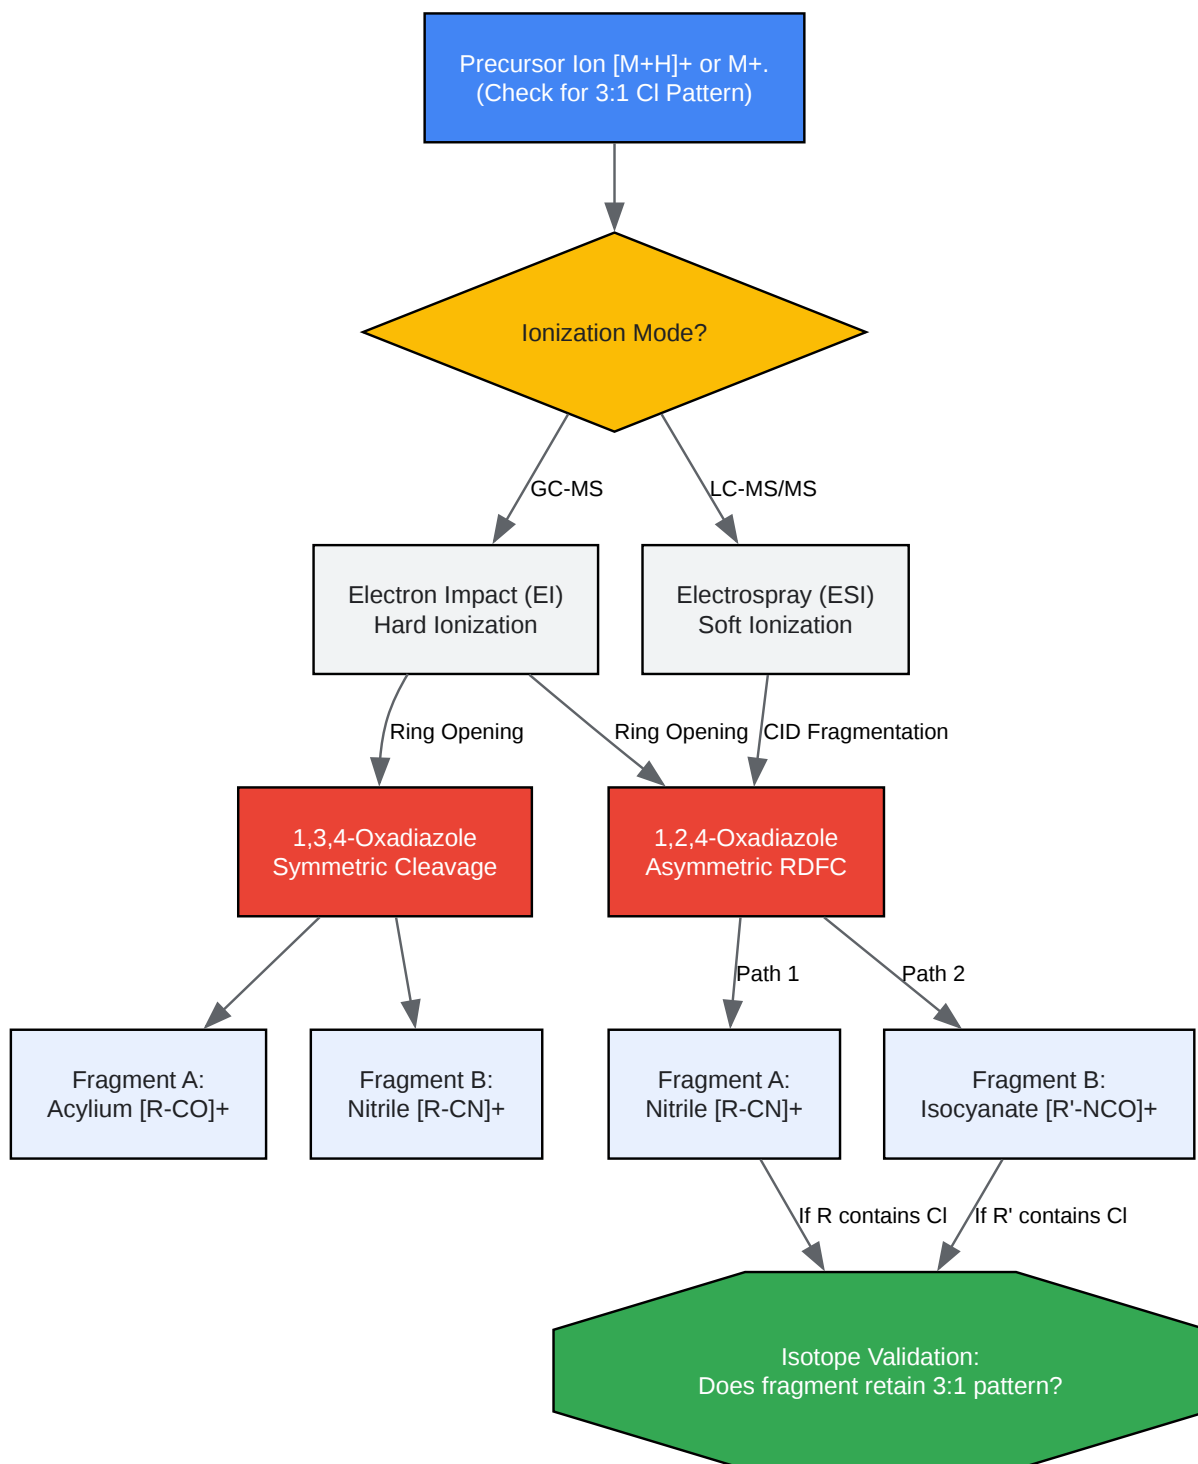 Precursor Ion [M+H]+ or M+.
(Check for 3:1 Cl Pattern)
Ionization Mode?
GC-MS
LC-MS/MS
Electron Impact (EI)
Hard Ionization
Electrospray (ESI)
Soft Ionization
Ring Opening
Ring Opening
CID Fragmentation
1,3,4-Oxadiazole
Symmetric Cleavage
1,2,4-Oxadiazole
Asymmetric RDFC
Path 1
Path 2
Fragment A:
Acylium [R-CO]+
Fragment B:
Nitrile [R-CN]+
Fragment A:
Nitrile [R-CN]+
Fragment B:
Isocyanate [R'-NCO]+
If R contains Cl
If R' contains Cl
Isotope Validation:
Does fragment retain 3:1 pattern?